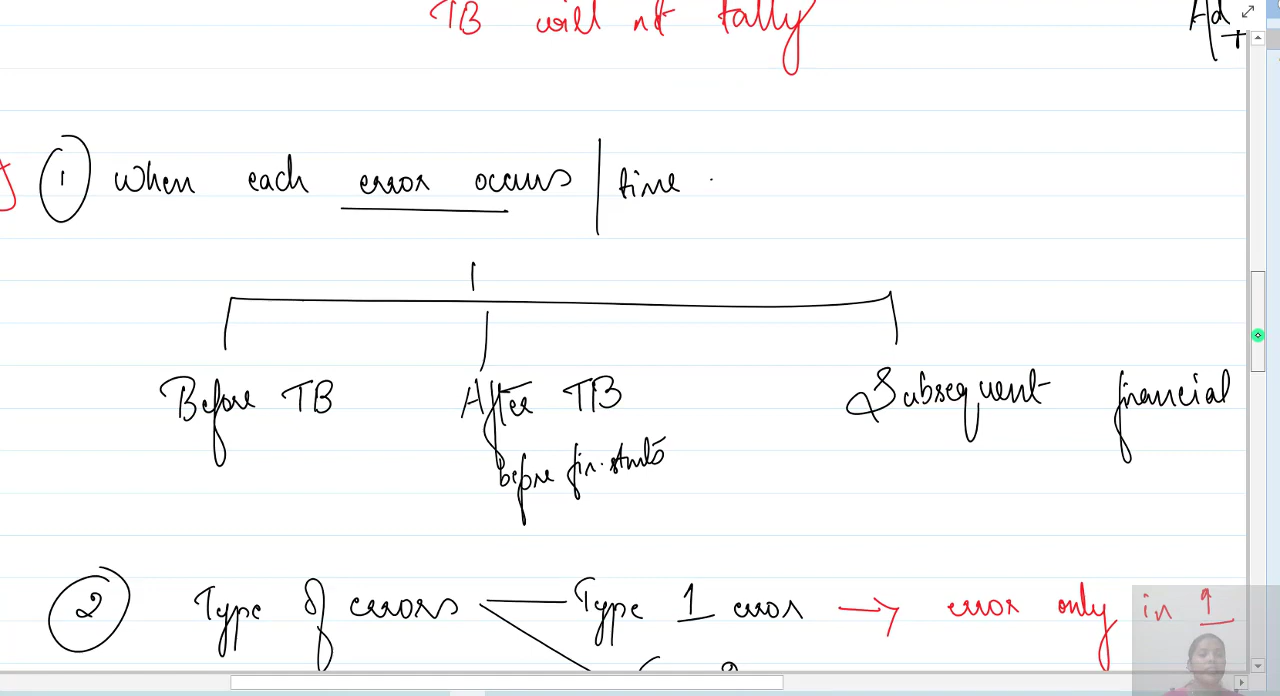 TB will not tally
Ad
① When each error occurs | time
Before TB After TB Subsequent financial
before fin. stmts
② Type of errors Type 1 error → error only in 1